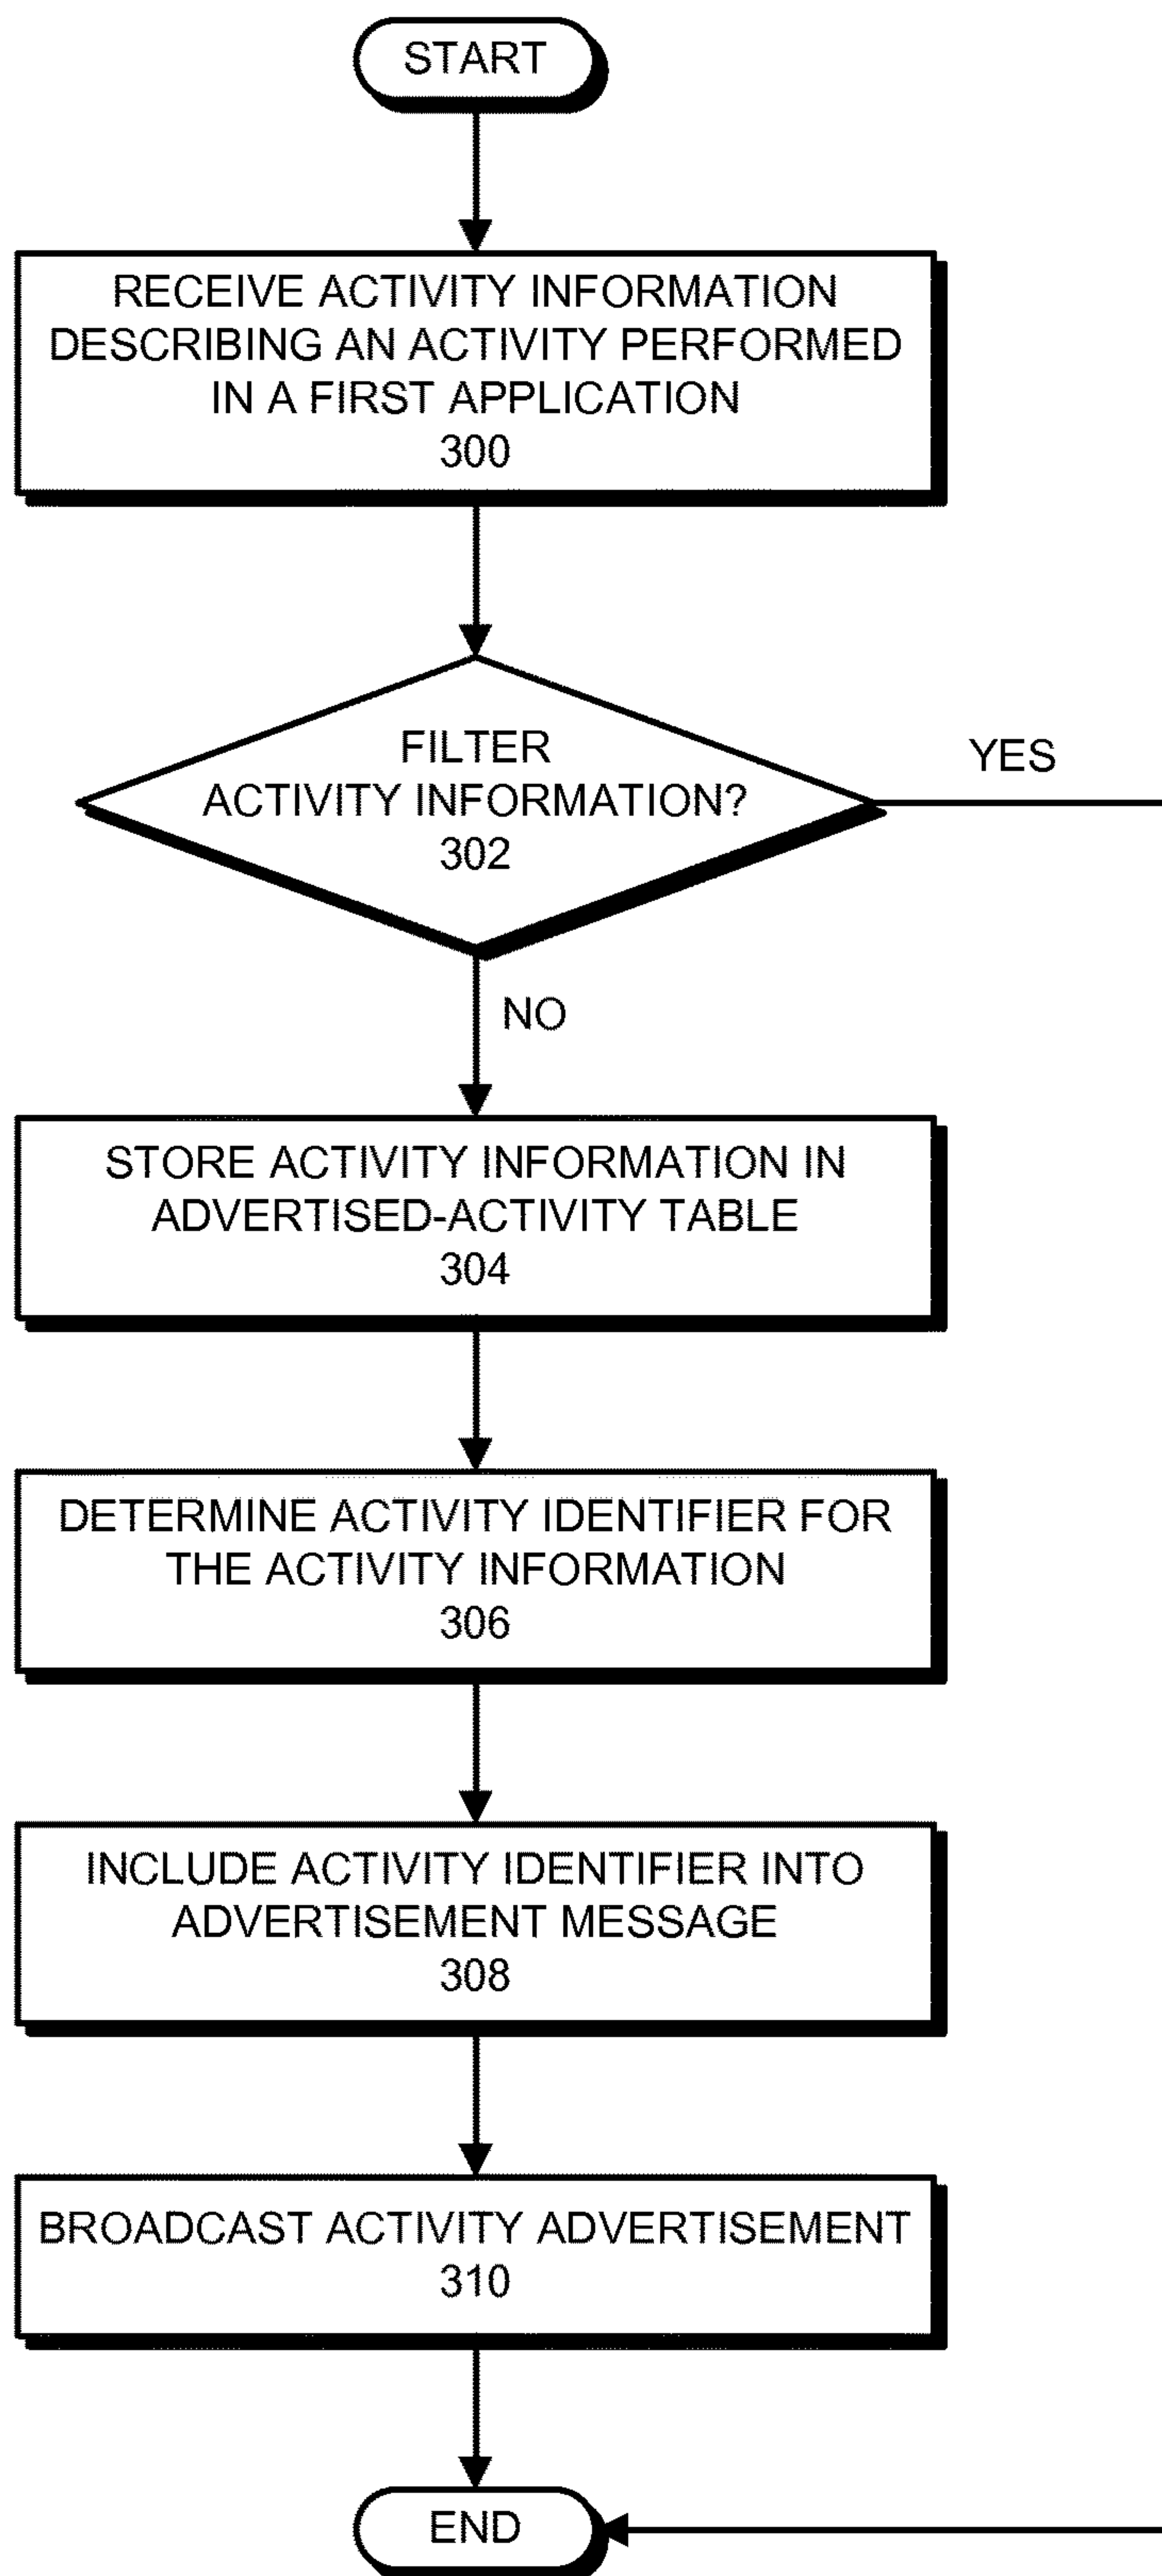 START
RECEIVE ACTIVITY INFORMATION
DESCRIBING AN ACTIVITY PERFORMED
IN A FIRST APPLICATION
300
FILTER
ACTIVITY INFORMATION?
302
YES
NO
STORE ACTIVITY INFORMATION IN
ADVERTISED-ACTIVITY TABLE
304
DETERMINE ACTIVITY IDENTIFIER FOR
THE ACTIVITY INFORMATION
306
INCLUDE ACTIVITY IDENTIFIER INTO
ADVERTISEMENT MESSAGE
308
BROADCAST ACTIVITY ADVERTISEMENT
310
END